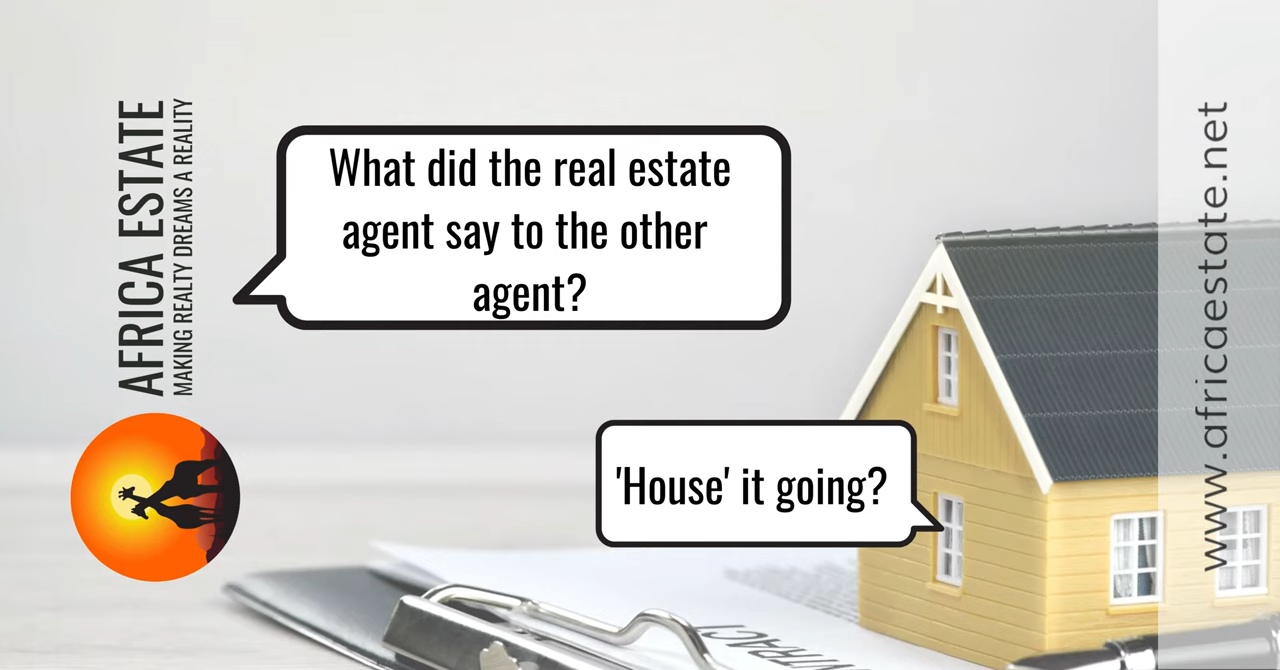 AFRICA ESTATE
MAKING REALTY DREAMS A REALITY
What did the real estate
agent say to the other
agent?
'House' it going?
www.africaestate.net